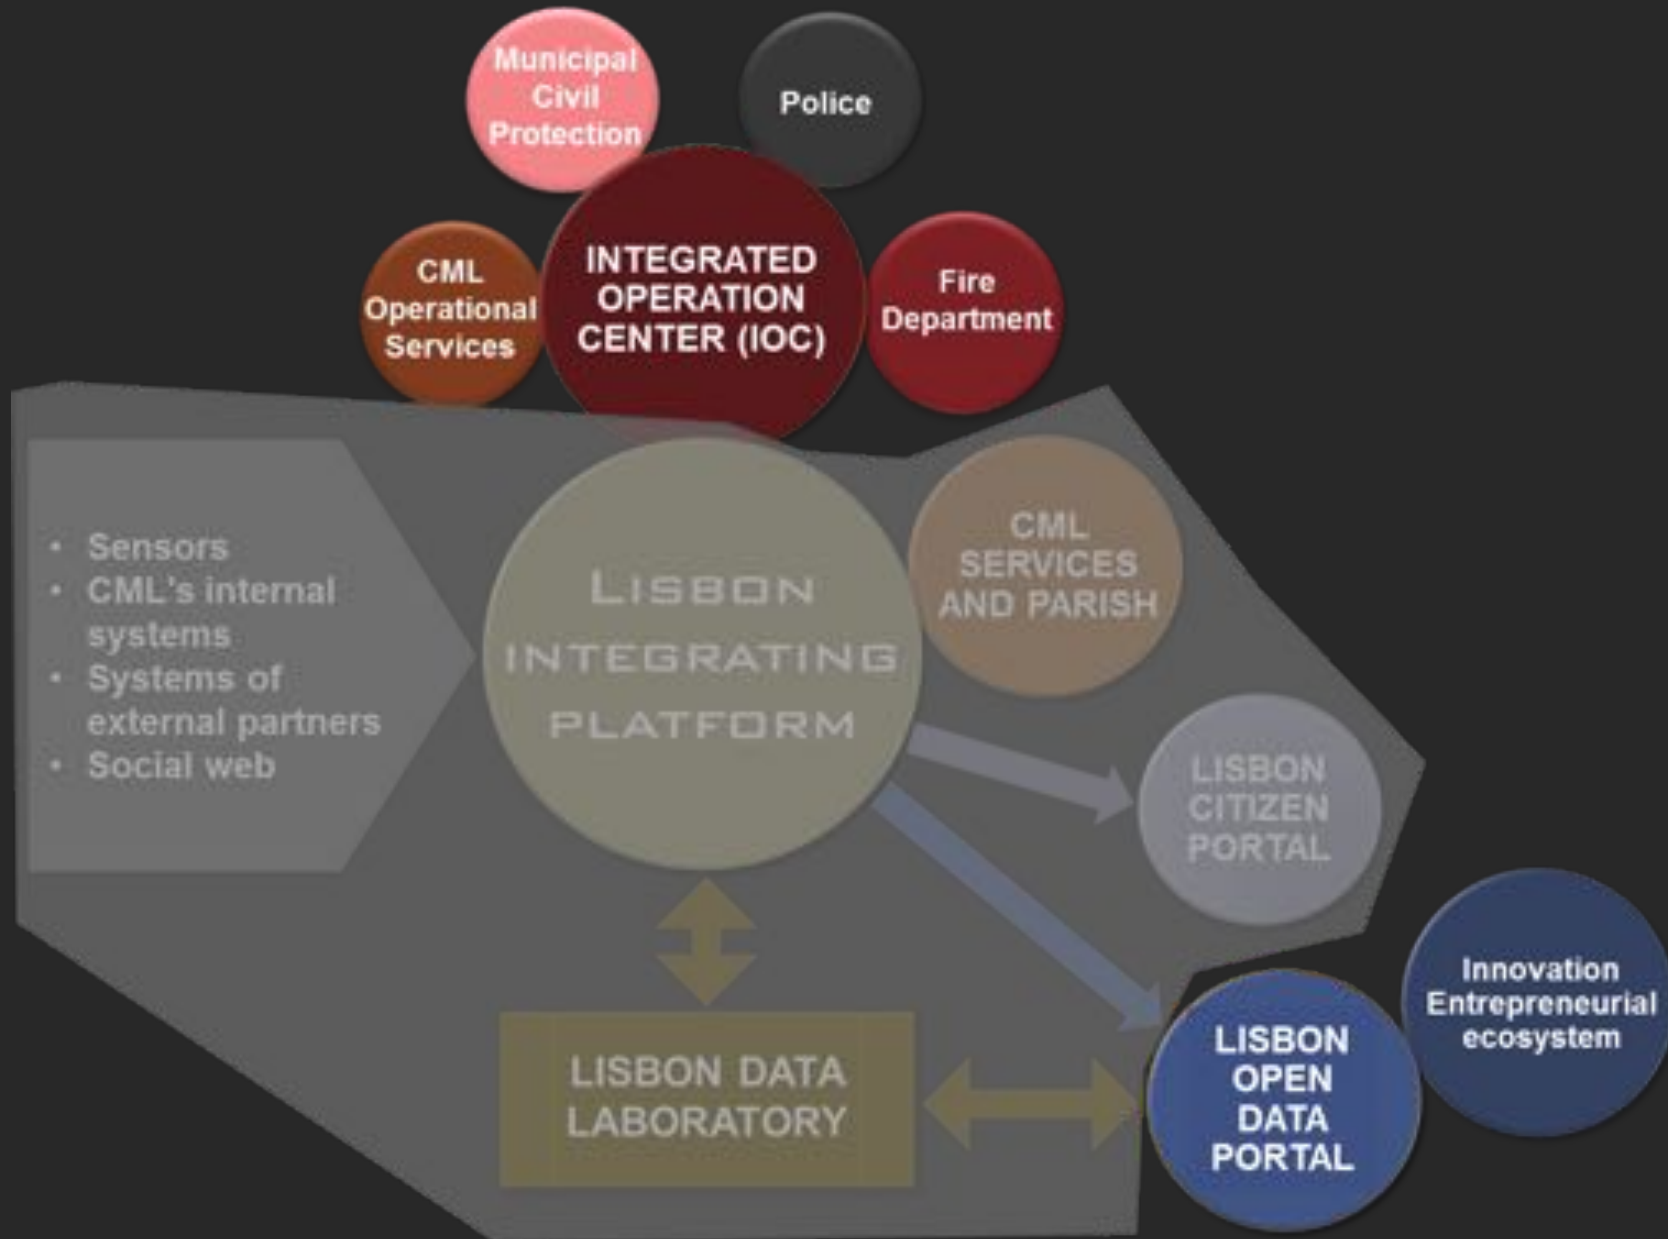 Municipal
Civil
Protection
Police
CML
Operational
Services
INTEGRATED
OPERATION
CENTER (IOC)
Fire
Department
• Sensors
• CML's internal
systems
• Systems of
external partners
• Social web
LISBON
INTEGRATING
PLATFORM
CML
SERVICES
AND PARISH
LISBON
CITIZEN
PORTAL
LISBON DATA
LABORATORY
LISBON
OPEN
DATA
PORTAL
Innovation
Entrepreneurial
ecosystem